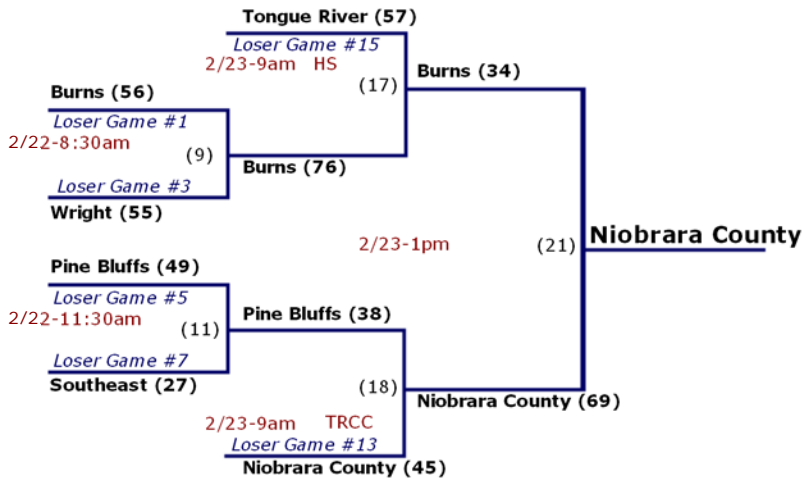 Tongue River (57)
Loser Game #15
2/23-9am HS
(17)
Burns (34)
Burns (56)
Loser Game #1
2/22-8:30am
(9)
Burns (76)
Loser Game #3
Wright (55)
2/23-1pm
(21)
Niobrara County
Pine Bluffs (49)
Loser Game #5
2/22-11:30am
(11)
Pine Bluffs (38)
Loser Game #7
Southeast (27)
(18)
Niobrara County (69)
2/23-9am TRCC
Loser Game #13
Niobrara County (45)